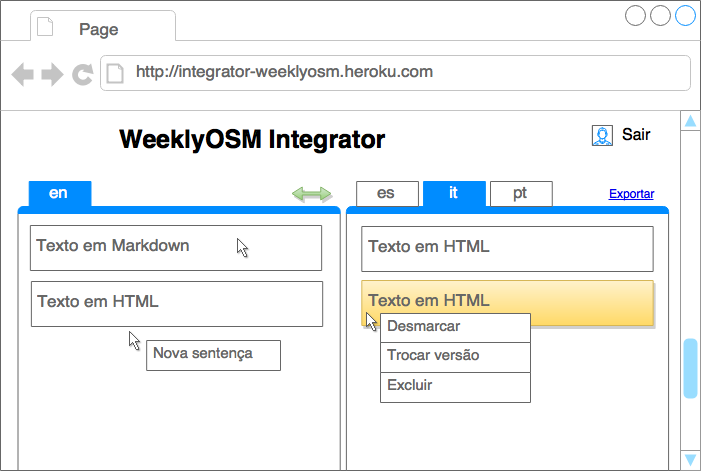 Page
http://integrator-weeklyosm.heroku.com
WeeklyOSM Integrator
Sair
en
es
it
pt
Exportar
Texto em Markdown
Texto em HTML
Nova sentença
Texto em HTML
Texto em HTML
Desmarcar
Trocar versão
Excluir